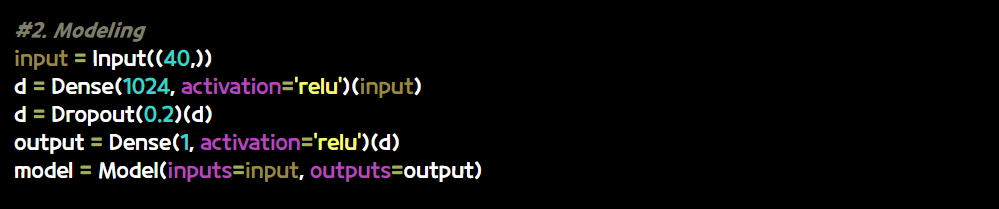 #2. Modeling
input = Input((40,))
d = Dense(1024, activation='relu')(input)
d = Dropout(0.2)(d)
output = Dense(1, activation='relu')(d)
model = Model(inputs=input, outputs=output)